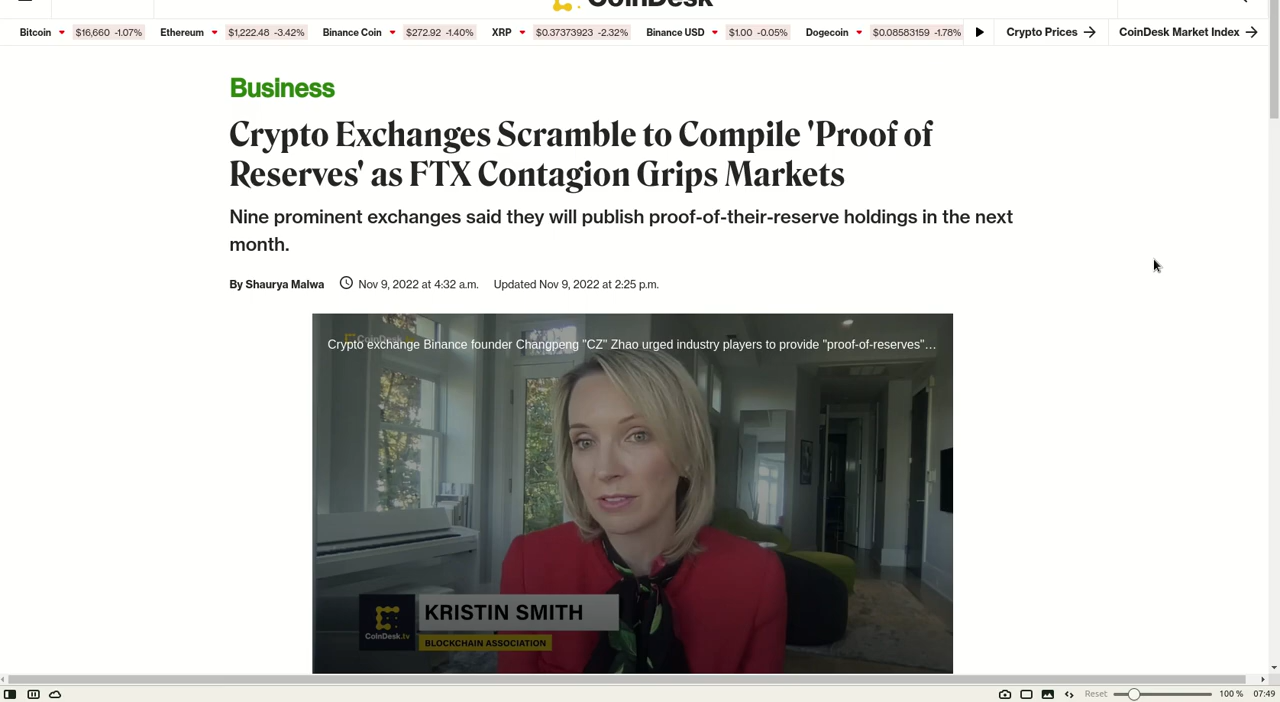 CoinDesk
Bitcoin $16,660 -1.07% Ethereum $1,222.48 -3.42% Binance Coin $272.92 -1.40% XRP $0.37373923 -2.32% Binance USD $1.00 -0.05% Dogecoin $0.08583159 -1.78% Crypto Prices CoinDesk Market Index
Business
Crypto Exchanges Scramble to Compile 'Proof of
Reserves' as FTX Contagion Grips Markets
Nine prominent exchanges said they will publish proof-of-their-reserve holdings in the next
month.
By Shaurya Malwa Nov 9, 2022 at 4:32 a.m. Updated Nov 9, 2022 at 2:25 p.m.
Crypto exchange Binance founder Changpeng "CZ" Zhao urged industry players to provide "proof-of-reserves"...
KRISTIN SMITH
CoinDesk.tv
BLOCKCHAIN ASSOCIATION
Reset 100 % 07:49